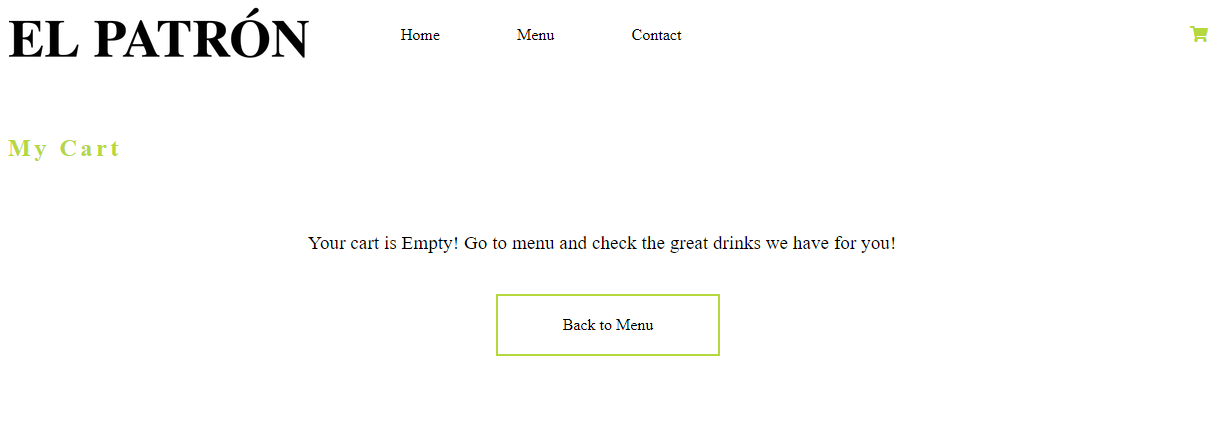 EL PATRÓN
Home
Menu
Contact
My Cart
Your cart is Empty! Go to menu and check the great drinks we have for you!
Back to Menu